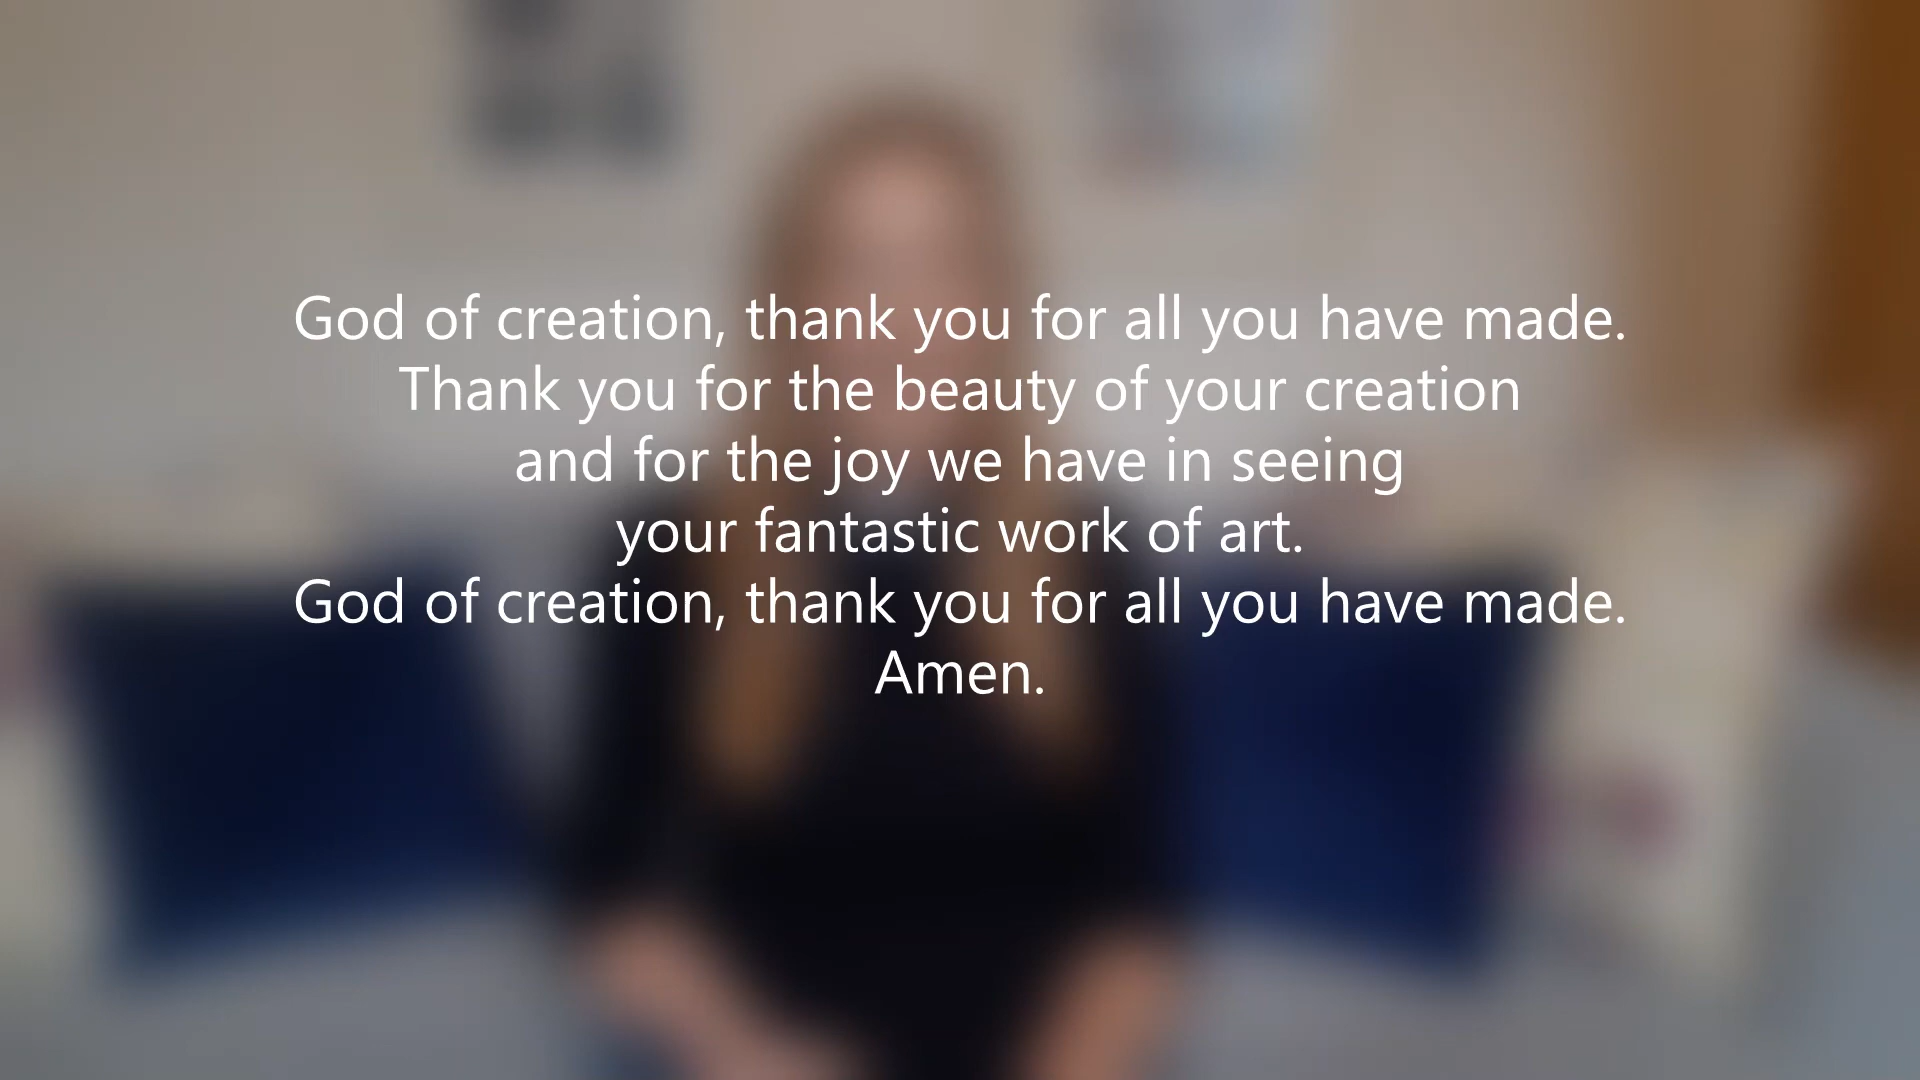 God of creation, thank you for all you have made.
Thank you for the beauty of your creation
and for the joy we have in seeing
your fantastic work of art.
God of creation, thank you for all you have made.
Amen.